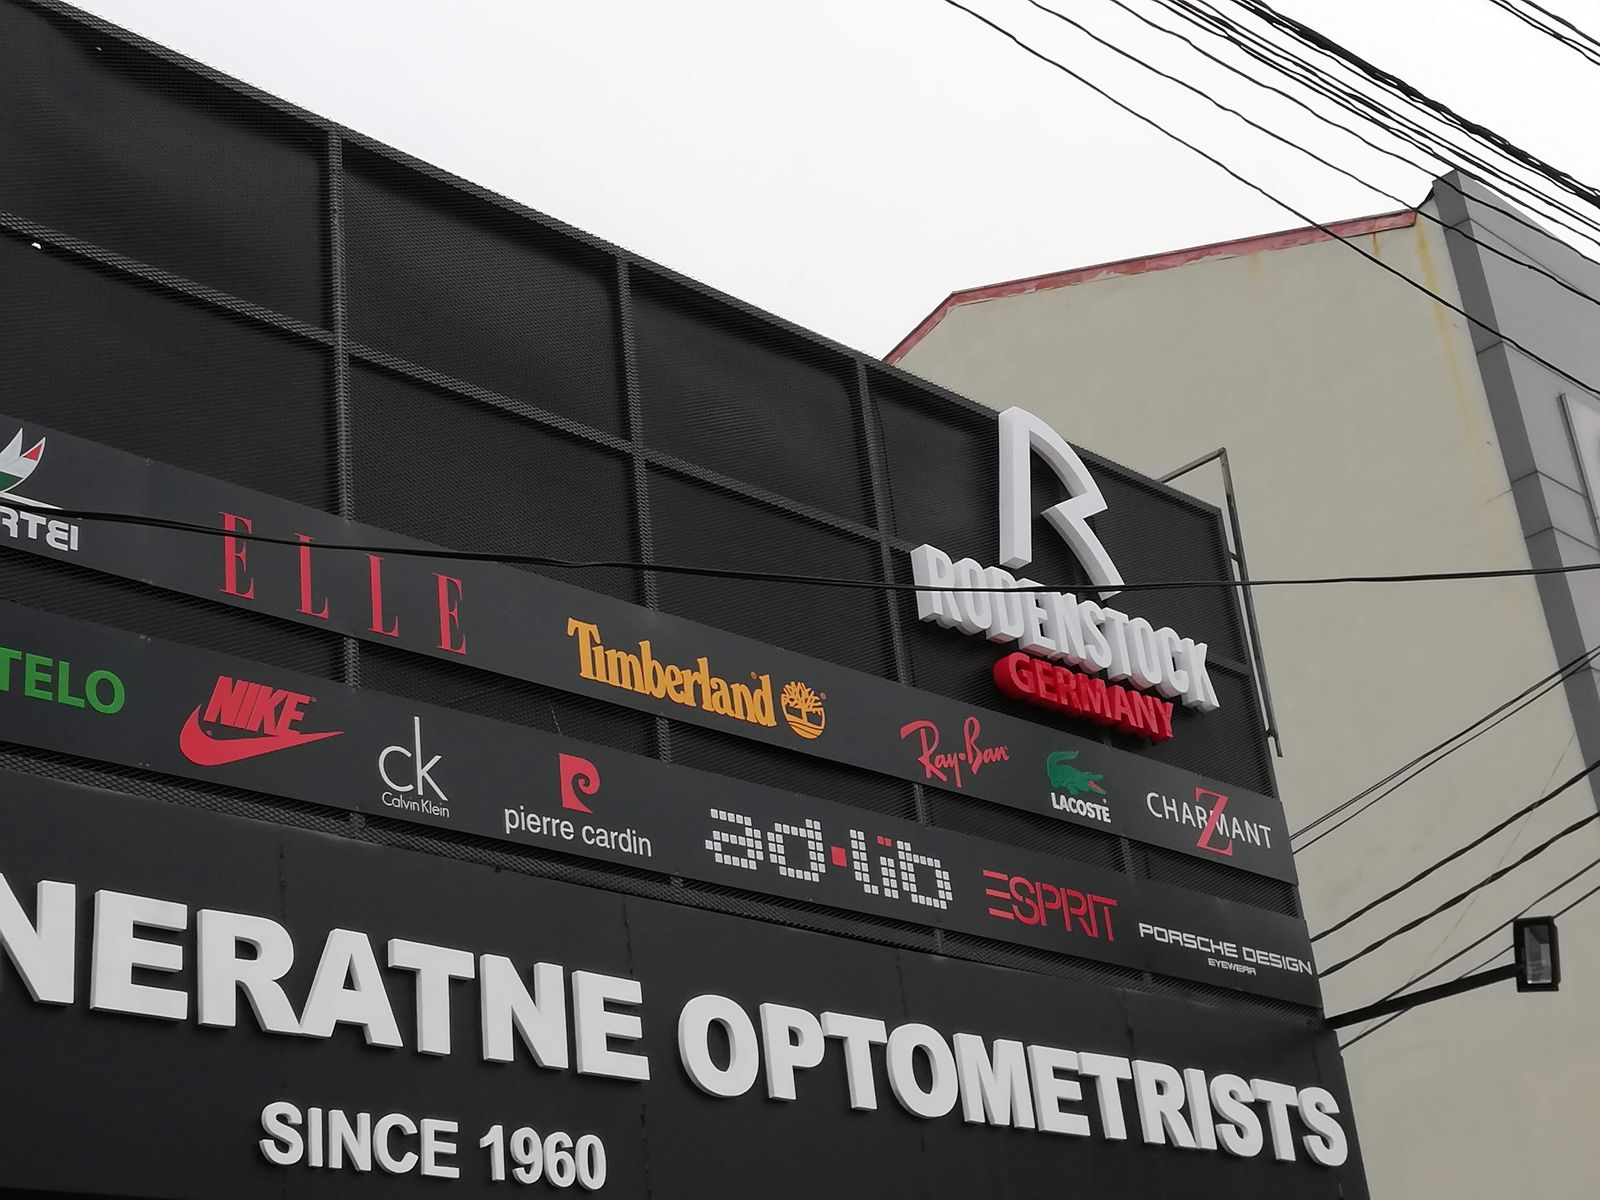 RODENSTOCK
GERMANY
RTEI
ELLE
Timberland
Ray-Ban
LACOSTE
CHARMANT
Z
TELO
NIKE
ck
Calvin Klein
pierre cardin
ad·lib
ESPRIT
PORSCHE DESIGN
EYEWEAR
NERATNE OPTOMETRISTS
SINCE 1960